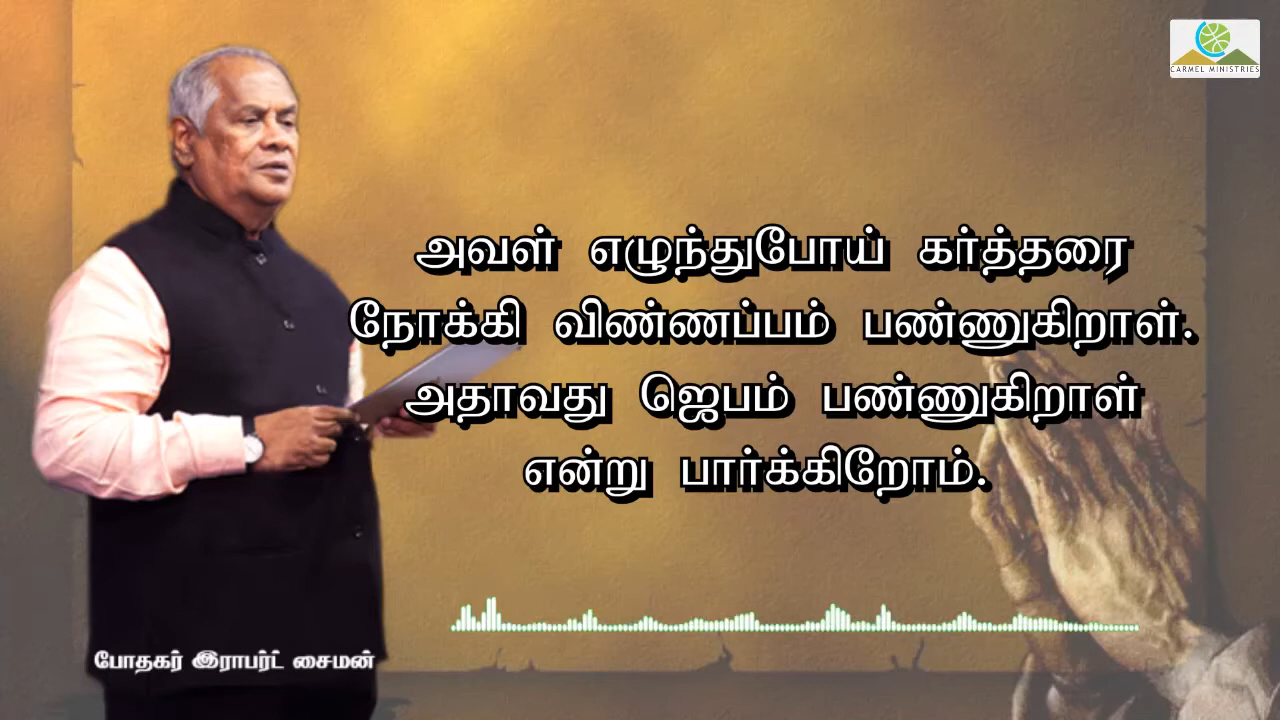 CARMEL MINISTRIES
அவள் எழுந்துபோய் கர்த்தரை
நோக்கி விண்ணப்பம் பண்ணுகிறாள்.
அதாவது ஜெபம் பண்ணுகிறாள்
என்று பார்க்கிறோம்.
போதகர் இராபர்ட் சைமன்